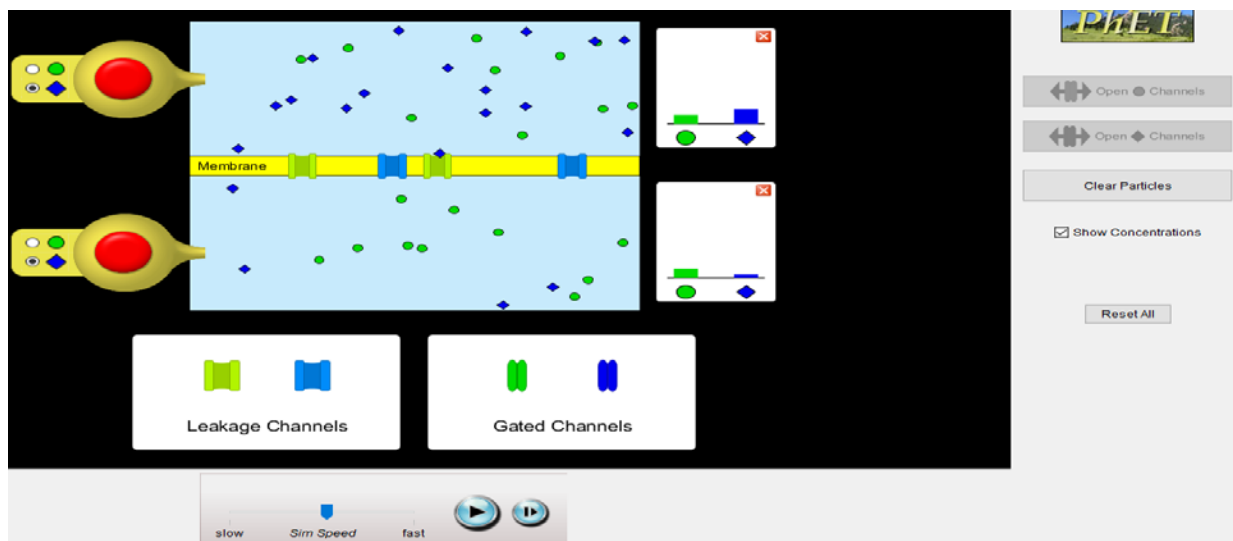 PhET
Open Channels
Open Channels
Membrane
Clear Particles
Show Concentrations
Reset All
Leakage Channels
Gated Channels
slow
Sim Speed
fast